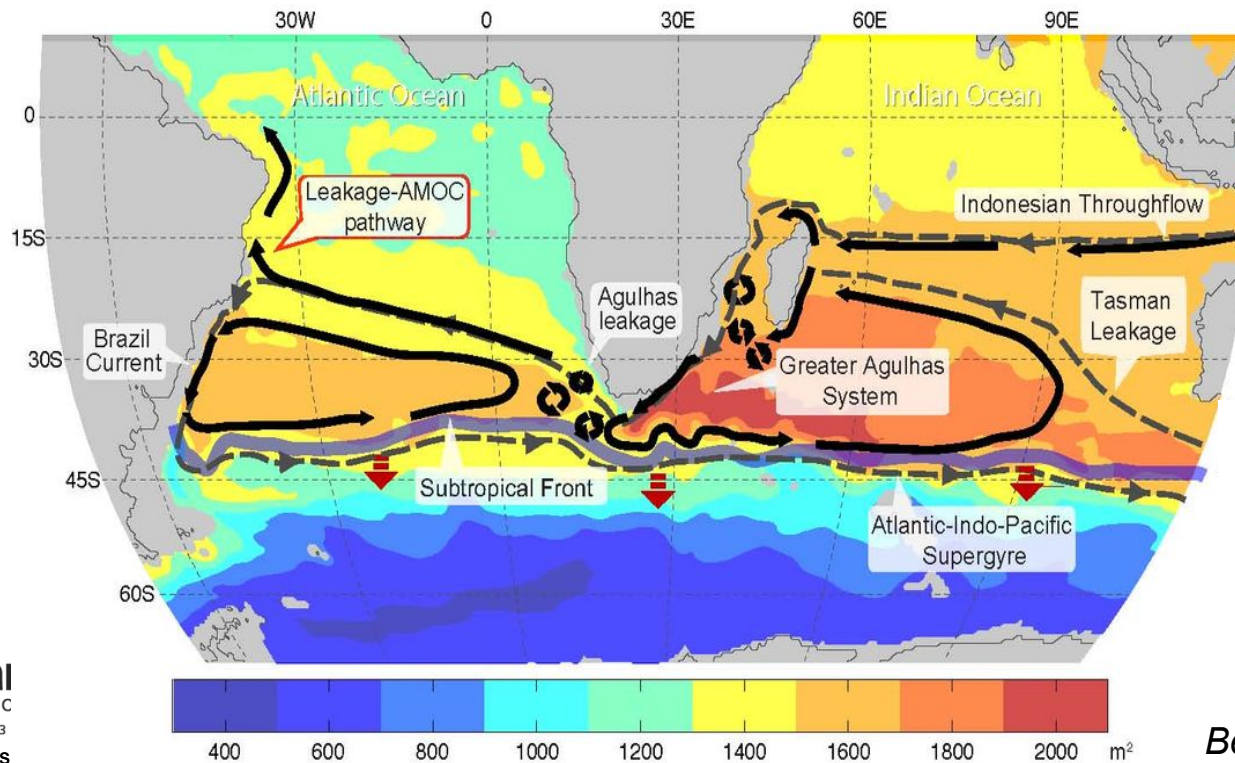 30W 0 30E 60E 90E
Atlantic Ocean
Indian Ocean
0
Leakage-AMOC
pathway
Indonesian Throughflow
15S
Agulhas
leakage
Tasman
Leakage
Brazil
Current
30S
Greater Agulhas
System
45S
Subtropical Front
Atlantic-Indo-Pacific
Supergyre
60S
400 600 800 1000 1200 1400 1600 1800 2000 m²